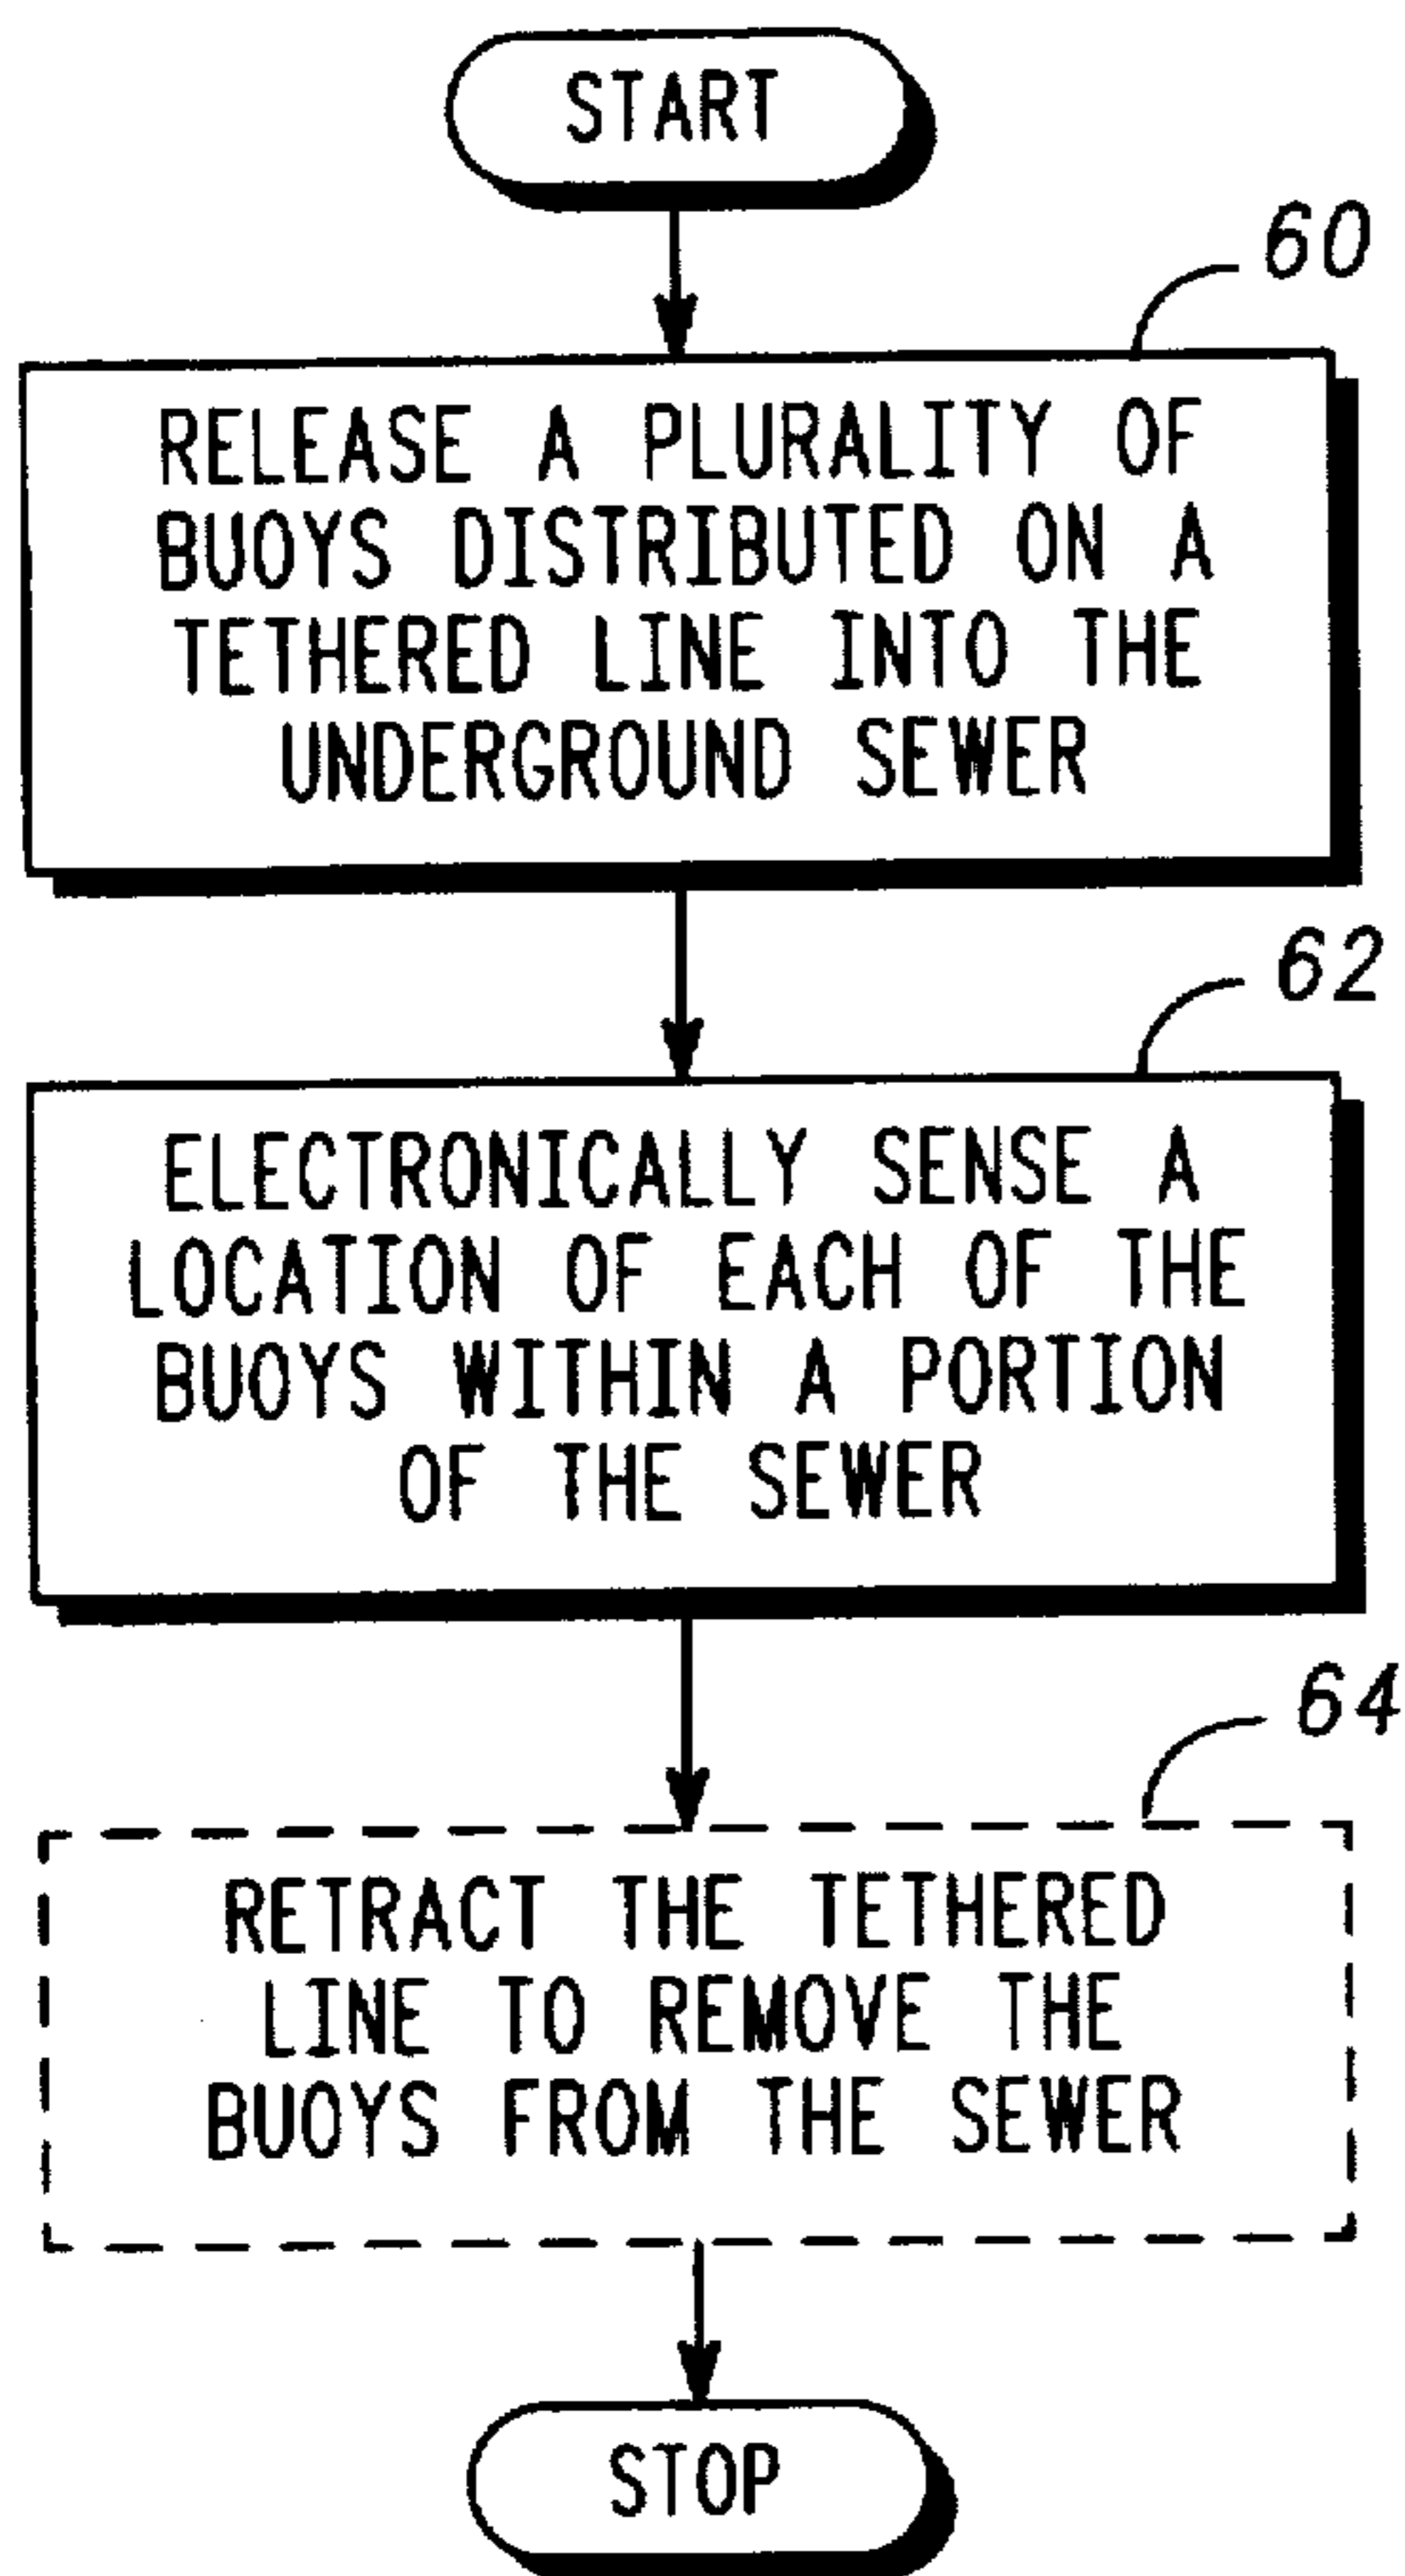 START
60
RELEASE A PLURALITY OF
BUOYS DISTRIBUTED ON A
TETHERED LINE INTO THE
UNDERGROUND SEWER
62
ELECTRONICALLY SENSE A
LOCATION OF EACH OF THE
BUOYS WITHIN A PORTION
OF THE SEWER
64
RETRACT THE TETHERED
LINE TO REMOVE THE
BUOYS FROM THE SEWER
STOP